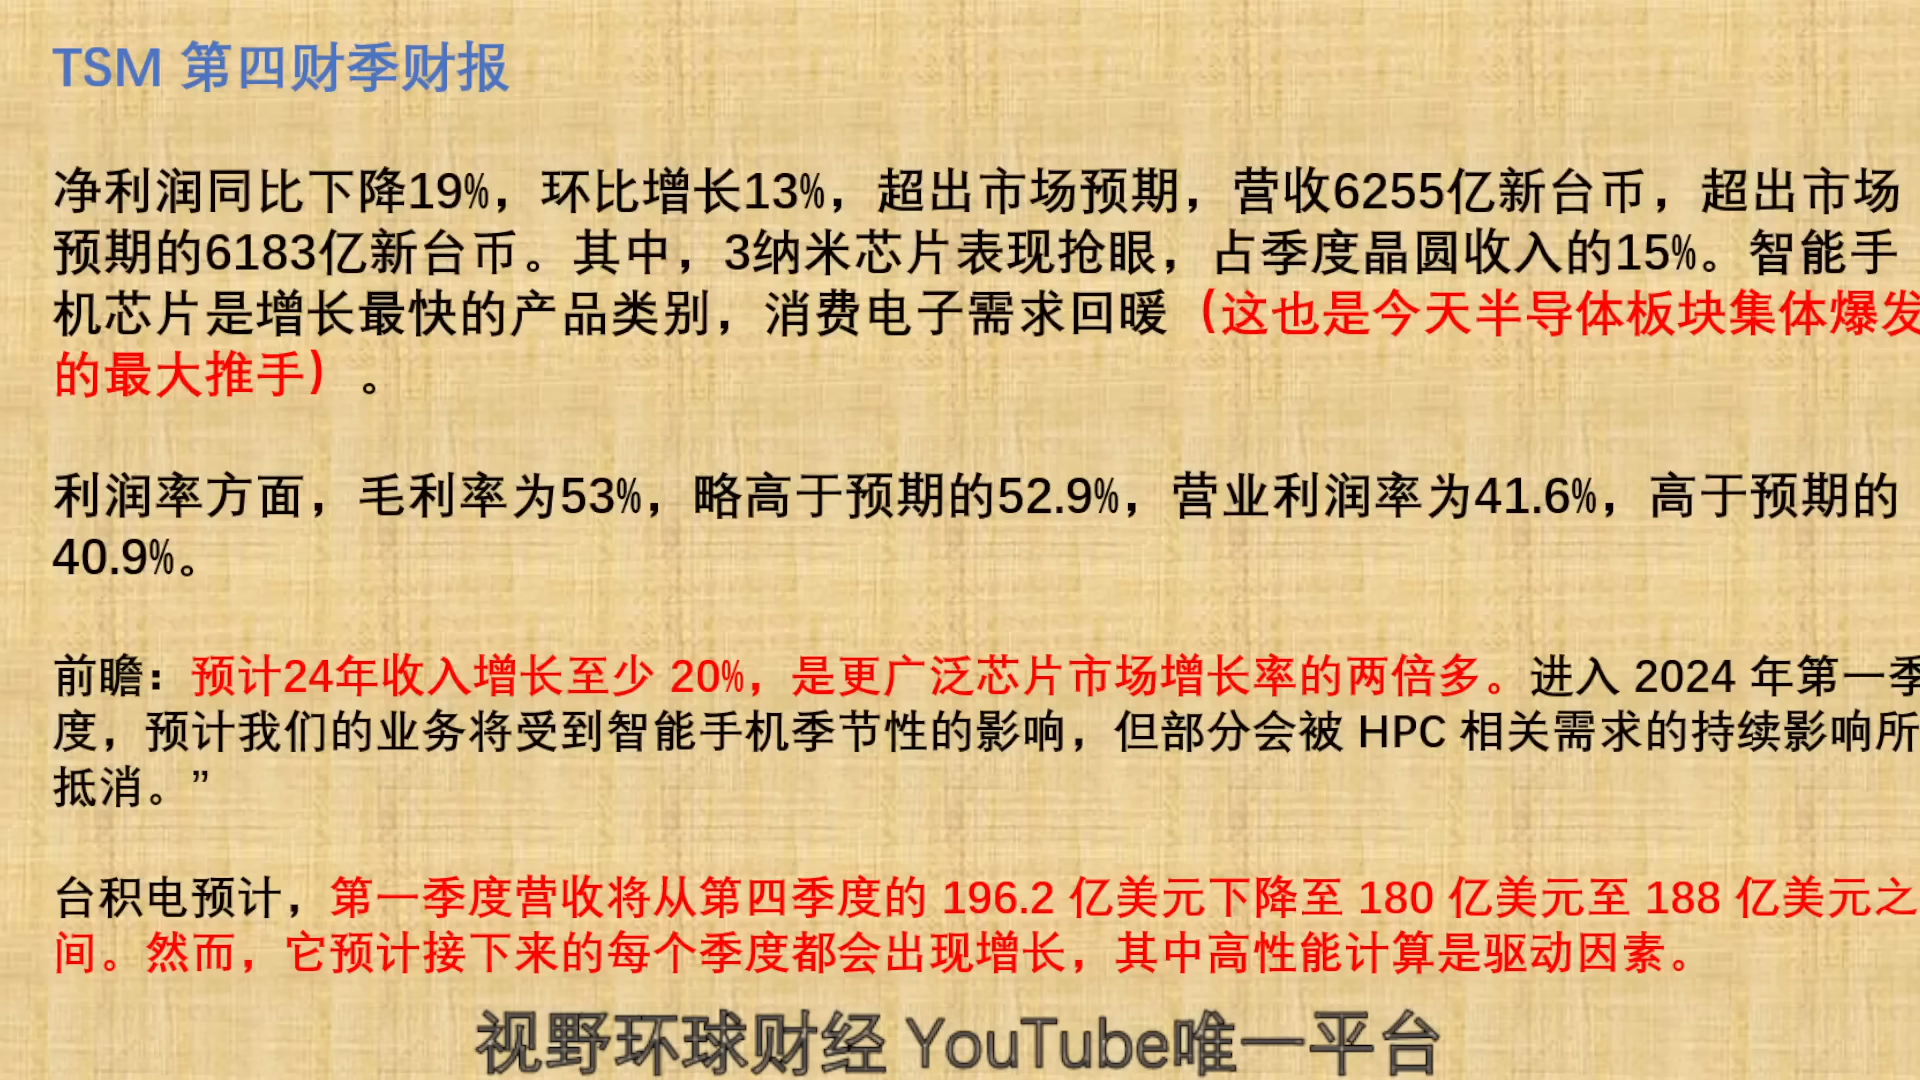 TSM 第四财季财报
净利润同比下降19%，环比增长13%，超出市场预期，营收6255亿新台币，超出市场
预期的6183亿新台币。其中，3纳米芯片表现抢眼，占季度晶圆收入的15%。智能手
机芯片是增长最快的产品类别，消费电子需求回暖（这也是今天半导体板块集体爆发
的最大推手）。
利润率方面，毛利率为53%，略高于预期的52.9%，营业利润率为41.6%，高于预期的
40.9%。
前瞻：预计24年收入增长至少 20%，是更广泛芯片市场增长率的两倍多。进入 2024 年第一季
度，预计我们的业务将受到智能手机季节性的影响，但部分会被 HPC 相关需求的持续影响所
抵消。”
台积电预计，第一季度营收将从第四季度的 196.2 亿美元下降至 180 亿美元至 188 亿美元之
间。然而，它预计接下来的每个季度都会出现增长，其中高性能计算是驱动因素。
视野环球财经 YouTube唯一平台